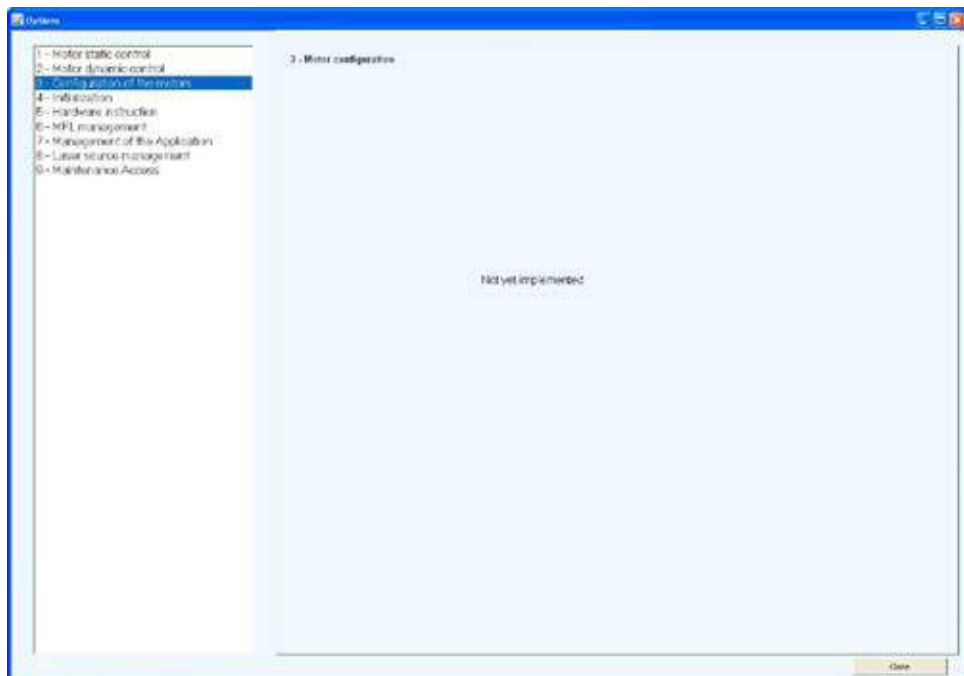 Options
1 - Motor static control
2 - Motor dynamic control
3 - Configuration of the motors
4 - Initialization
5 - Hardware instruction
6 - MFL management
7 - Management of the Application
8 - Laser source management
9 - Maintenance Access
3 - Motor configuration
Not yet implemented
Close